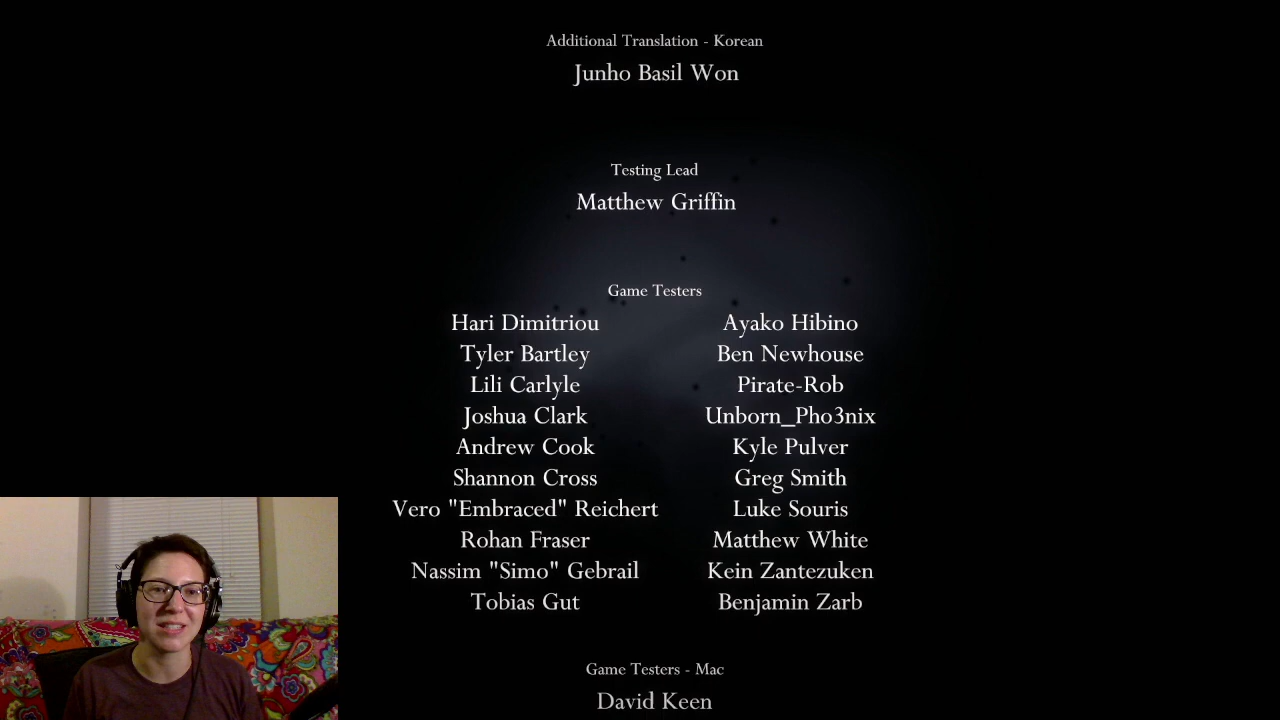 Additional Translation - Korean
Junho Basil Won
Testing Lead
Matthew Griffin
Game Testers
Hari Dimitriou
Tyler Bartley
Lili Carlyle
Joshua Clark
Andrew Cook
Shannon Cross
Vero "Embraced" Reichert
Rohan Fraser
Nassim "Simo" Gebrail
Tobias Gut
Ayako Hibino
Ben Newhouse
Pirate-Rob
Unborn_Pho3nix
Kyle Pulver
Greg Smith
Luke Souris
Matthew White
Kein Zantezuken
Benjamin Zarb
Game Testers - Mac
David Keen